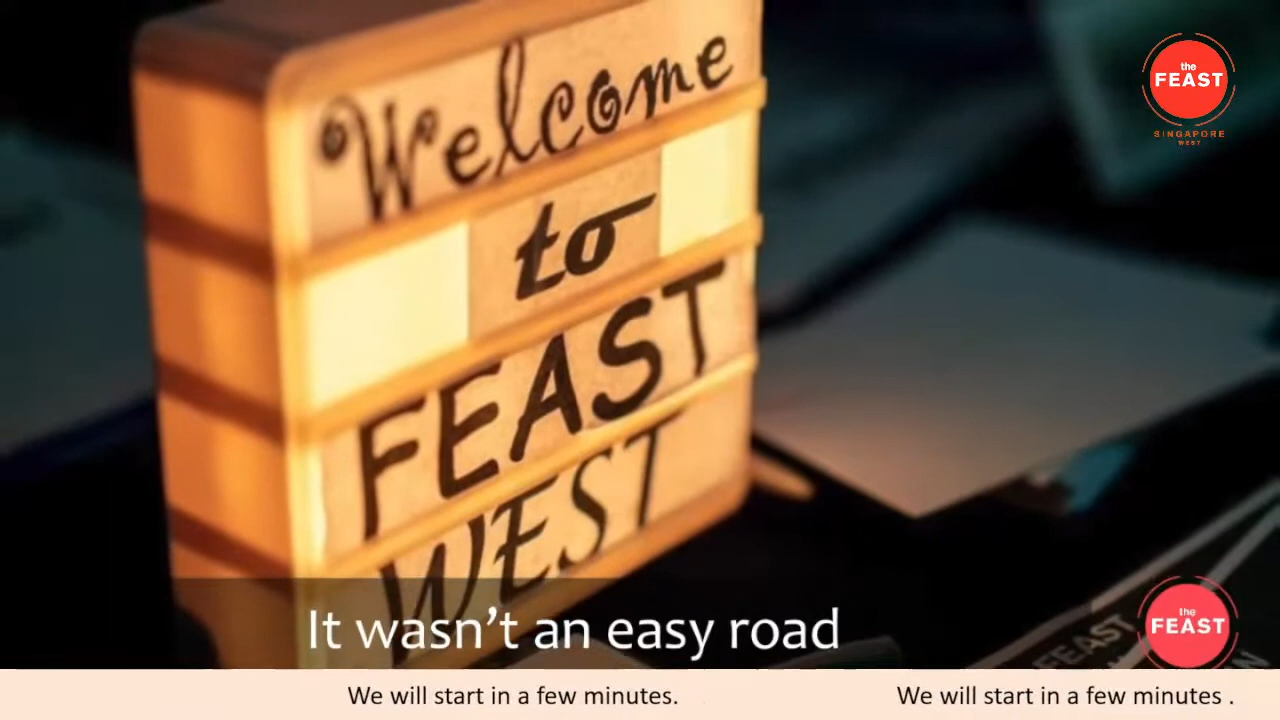 Welcome
to
FEAST
WEST
the
FEAST
SINGAPORE
WEST
It wasn't an easy road
the
FEAST
FEAST
We will start in a few minutes.
We will start in a few minutes .